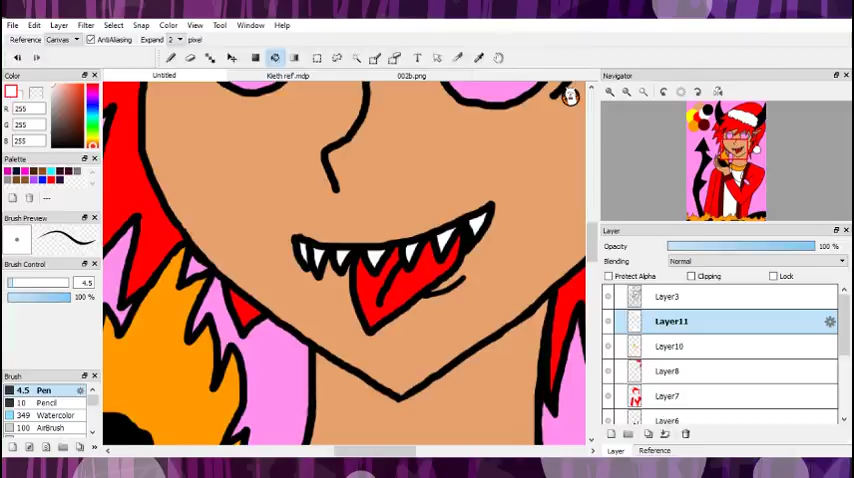 File Edit Layer Filter Select Snap Color View Tool Window Help
Reference Canvas AntiAliasing Expand 2 pixel
Color
R 255
G 255
B 255
Palette
---
Brush Preview
Brush Control
4.5
100 %
Brush
4.5 Pen
10 Pencil
349 Watercolor
100 AirBrush
Untitled Kieth ref.mdp 002b.png
Navigator
Layer
Opacity 100 %
Blending Normal
Protect Alpha Clipping Lock
Layer3
Layer11
Layer10
Layer8
Layer7
Layer6
Layer Reference